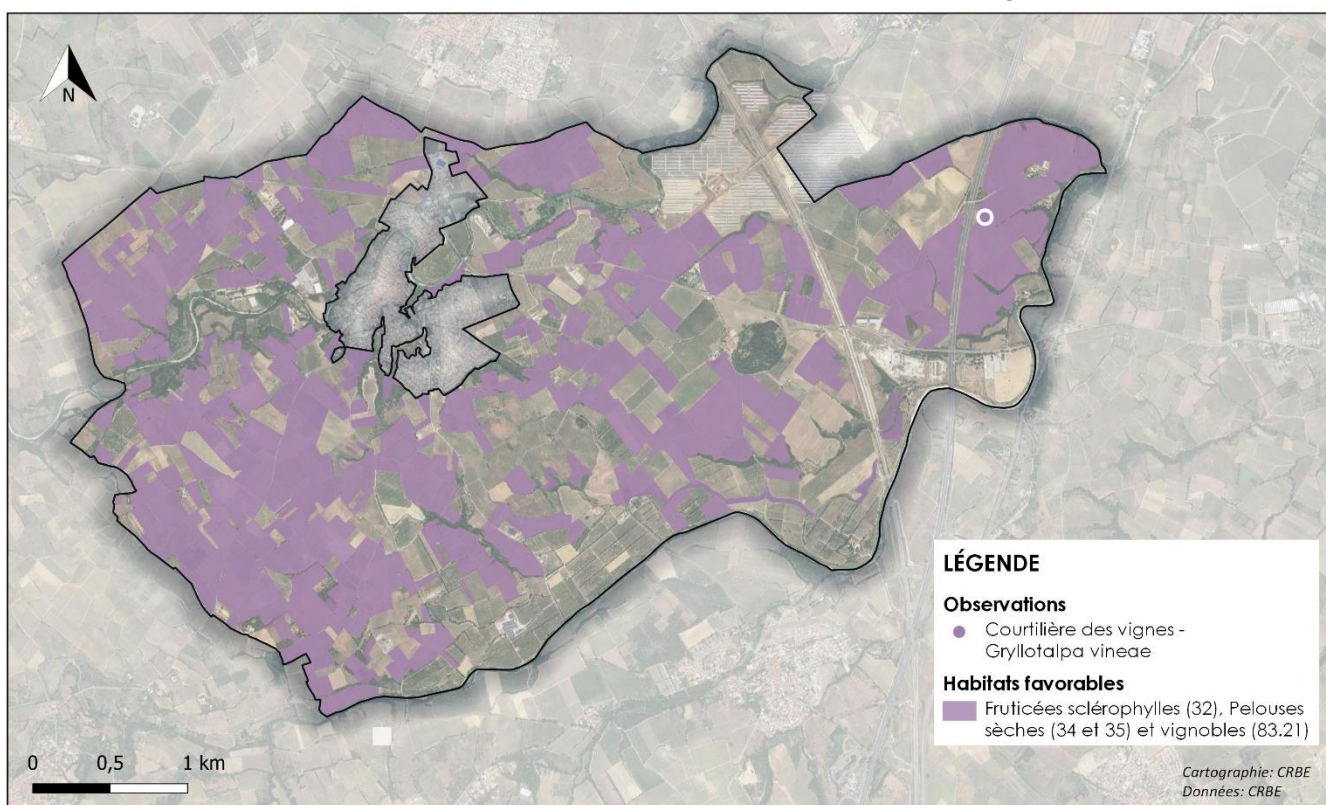 N
LÉGENDE
Observations
Courtilière des vignes -
Gryllotalpa vineae
Habitats favorables
Fruticées sclérophylles (32), Pelouses
sèches (34 et 35) et vignobles (83.21)
0 0,5 1 km
Cartographie: CRBE
Données: CRBE